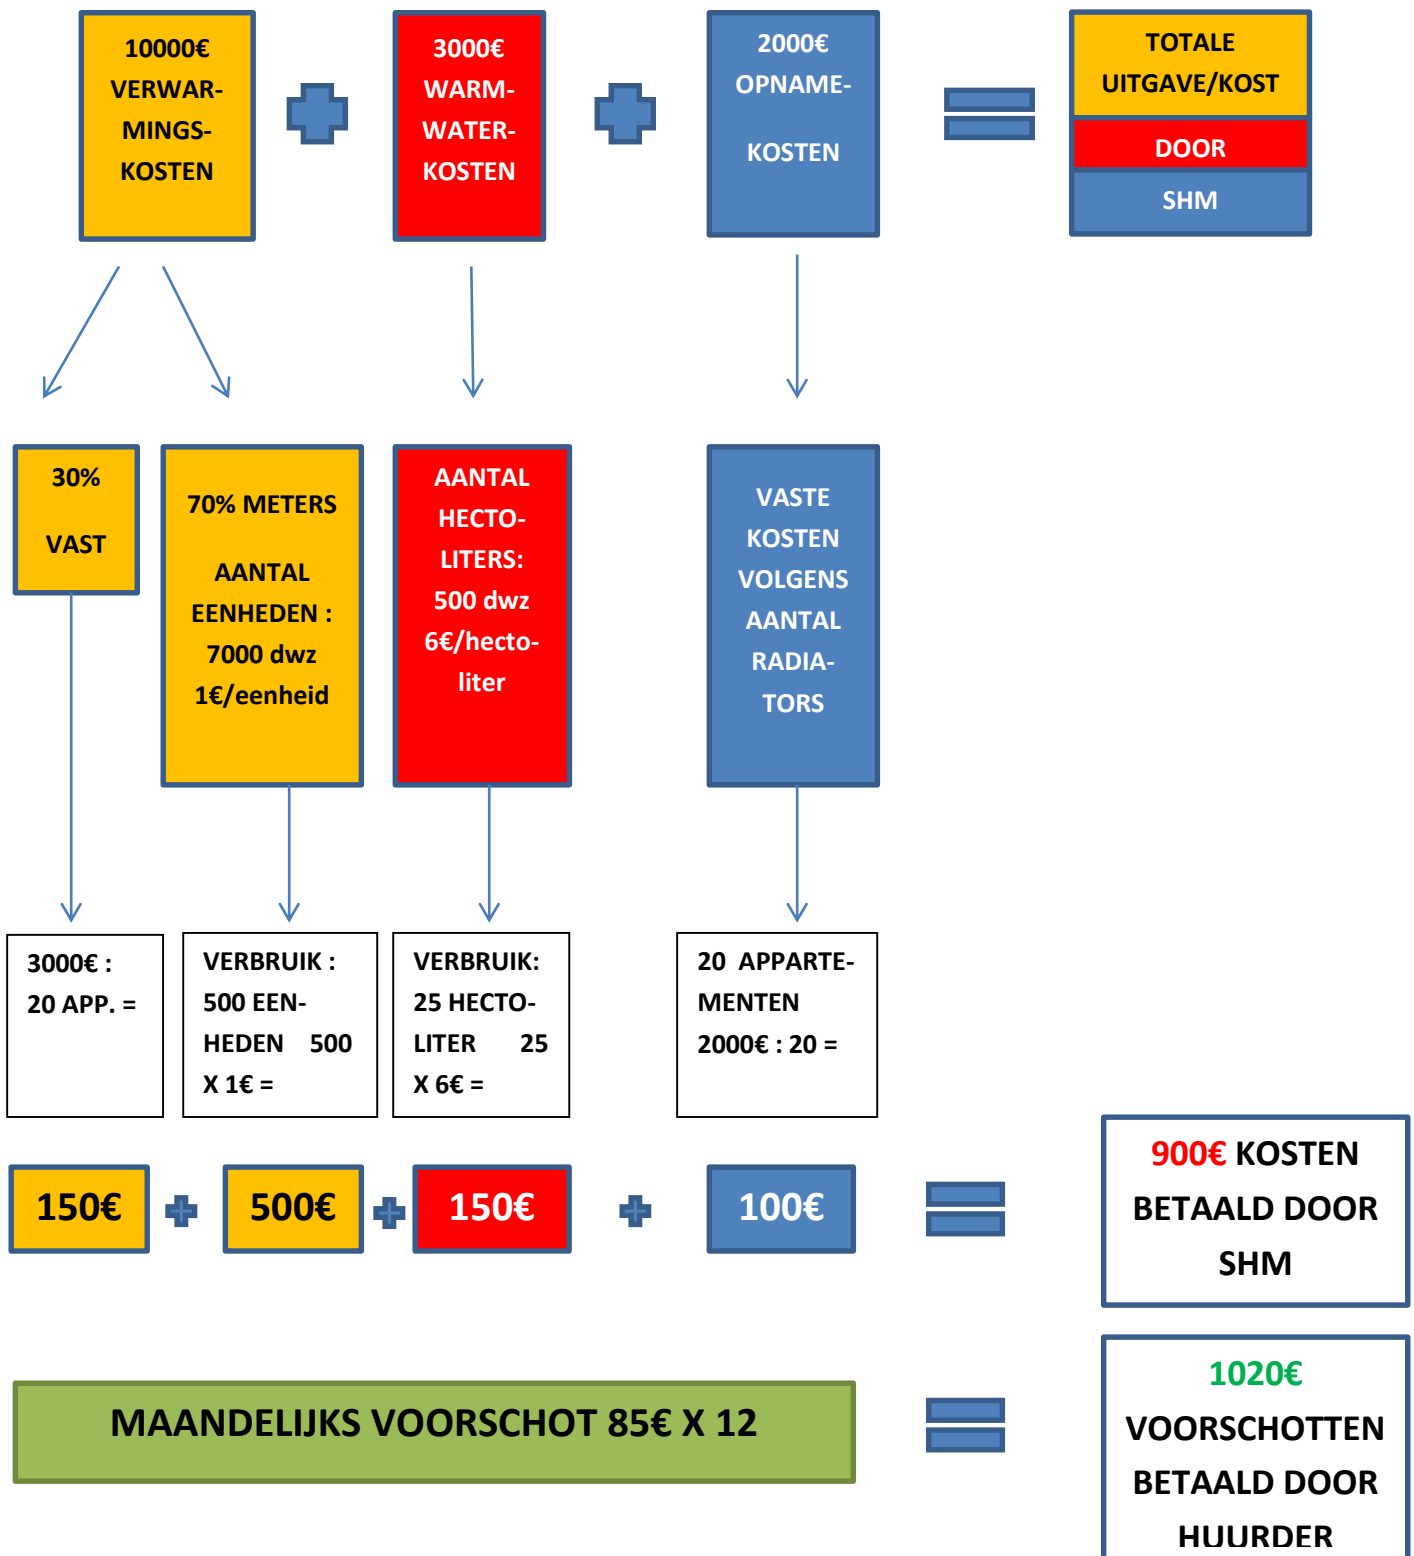 10000€
VERWAR-
MINGS-
KOSTEN
3000€
WARM-
WATER-
KOSTEN
2000€
OPNAME-
KOSTEN
TOTALE
UITGAVE/KOST
DOOR
SHM
30%
VAST
70% METERS
AANTAL
EENHEDEN :
7000 dwz
1€/eenheid
AANTAL
HECTO-
LITERS:
500 dwz
6€/hecto-
liter
VASTE
KOSTEN
VOLGENS
AANTAL
RADIA-
TORS
3000€ :
20 APP. =
VERBRUIK :
500 EEN-
HEDEN 500
X 1€ =
VERBRUIK:
25 HECTO-
LITER 25
X 6€ =
20 APPARTE-
MENTEN
2000€ : 20 =
150€
500€
150€
100€
900€ KOSTEN
BETAALD DOOR
SHM
MAANDELIJKS VOORSCHOT 85€ X 12
1020€
VOORSCHOTTEN
BETAALD DOOR
HUURDER